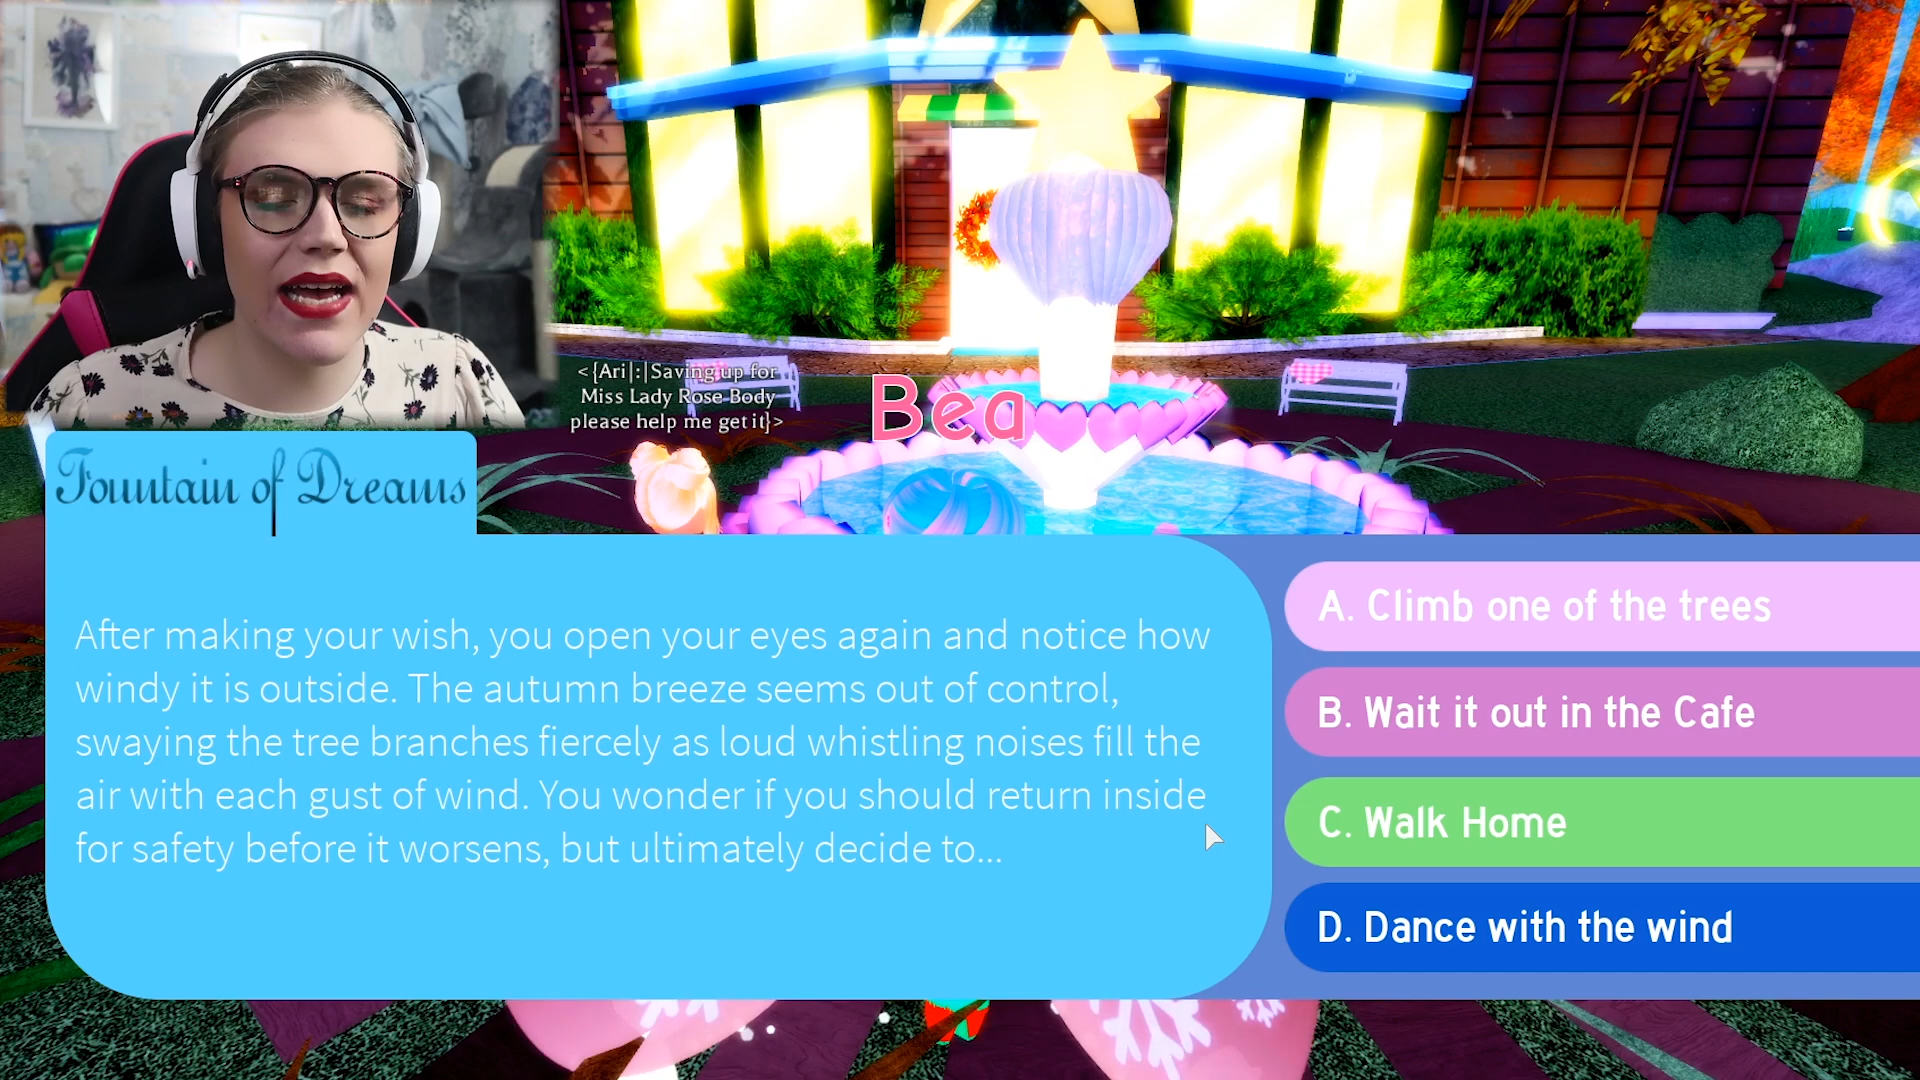 <{Ari|:|Saving up for
Miss Lady Rose Body
please help me get it}>
Bea
Fountain of Dreams
After making your wish, you open your eyes again and notice how
windy it is outside. The autumn breeze seems out of control,
swaying the tree branches fiercely as loud whistling noises fill the
air with each gust of wind. You wonder if you should return inside
for safety before it worsens, but ultimately decide to...
A. Climb one of the trees
B. Wait it out in the Cafe
C. Walk Home
D. Dance with the wind